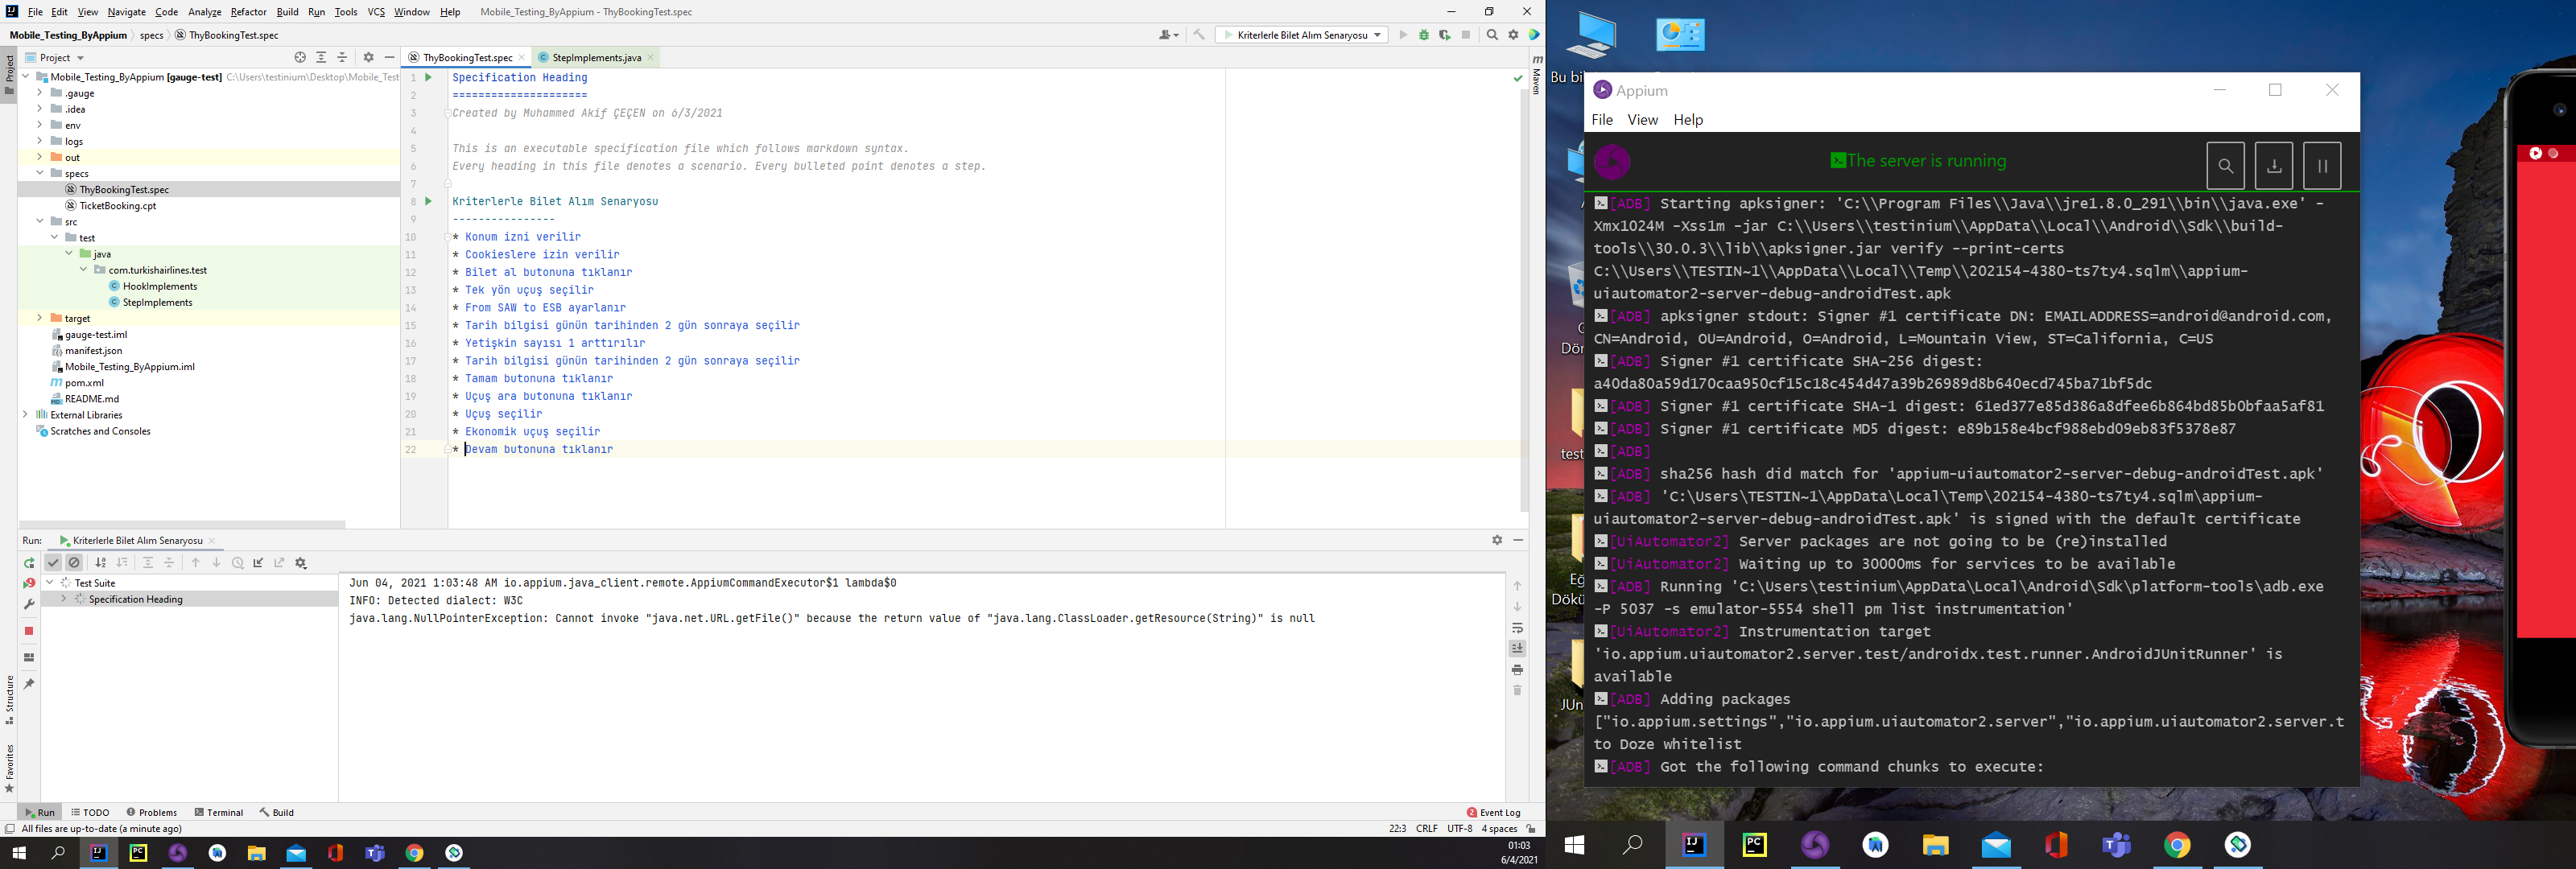 File Edit View Navigate Code Analyze Refactor Build Run Tools VCS Window Help Mobile_Testing_ByAppium - ThyBookingTest.spec
Mobile_Testing_ByAppium specs ThyBookingTest.spec
Kriterlerle Bilet Alım Senaryosu
Project
Project
Mobile_Testing_ByAppium [gauge-test] C:\Users\testinium\Desktop\Mobile_Test
.gauge
.idea
env
logs
out
specs
ThyBookingTest.spec
TicketBooking.cpt
src
test
java
com.turkishairlines.test
HookImplements
StepImplements
target
gauge-test.iml
manifest.json
Mobile_Testing_ByAppium.iml
pom.xml
README.md
External Libraries
Scratches and Consoles
ThyBookingTest.spec
StepImplements.java
Maven
1 Specification Heading
2 =====================
3 Created by Muhammed Akif ÇEÇEN on 6/3/2021
4
5 This is an executable specification file which follows markdown syntax.
6 Every heading in this file denotes a scenario. Every bulleted point denotes a step.
7
8 Kriterlerle Bilet Alım Senaryosu
9 ----------------
10 * Konum izni verilir
11 * Cookieslere izin verilir
12 * Bilet al butonuna tıklanır
13 * Tek yön uçuş seçilir
14 * From SAW to ESB ayarlanır
15 * Tarih bilgisi günün tarihinden 2 gün sonraya seçilir
16 * Yetişkin sayısı 1 arttırılır
17 * Tarih bilgisi günün tarihinden 2 gün sonraya seçilir
18 * Tamam butonuna tıklanır
19 * Uçuş ara butonuna tıklanır
20 * Uçuş seçilir
21 * Ekonomik uçuş seçilir
22 * Devam butonuna tıklanır
Run: Kriterlerle Bilet Alım Senaryosu
Test Suite
Specification Heading
Jun 04, 2021 1:03:48 AM io.appium.java_client.remote.AppiumCommandExecutor$1 lambda$0
INFO: Detected dialect: W3C
java.lang.NullPointerException: Cannot invoke "java.net.URL.getFile()" because the return value of "java.lang.ClassLoader.getResource(String)" is null
Structure
Favorites
Run TODO Problems Terminal Build
2 Event Log
All files are up-to-date (a minute ago)
22:3 CRLF UTF-8 4 spaces
01:03
6/4/2021
Bu bi
Dör
test
Eğ
Dökü
JUn
Appium
File View Help
The server is running
[ADB] Starting apksigner: 'C:\\Program Files\\Java\\jre1.8.0_291\\bin\\java.exe' -
Xmx1024M -Xss1m -jar C:\\Users\\testinium\\AppData\\Local\\Android\\Sdk\\build-
tools\\30.0.3\\lib\\apksigner.jar verify --print-certs
C:\\Users\\TESTIN~1\\AppData\\Local\\Temp\\202154-4380-ts7ty4.sqlm\\appium-
uiautomator2-server-debug-androidTest.apk
[ADB] apksigner stdout: Signer #1 certificate DN: EMAILADDRESS=android@android.com,
CN=Android, OU=Android, O=Android, L=Mountain View, ST=California, C=US
[ADB] Signer #1 certificate SHA-256 digest:
a40da80a59d170caa950cf15c18c454d47a39b26989d8b640ecd745ba71bf5dc
[ADB] Signer #1 certificate SHA-1 digest: 61ed377e85d386a8dfee6b864bd85b0bfaa5af81
[ADB] Signer #1 certificate MD5 digest: e89b158e4bcf988ebd09eb83f5378e87
[ADB]
[ADB] sha256 hash did match for 'appium-uiautomator2-server-debug-androidTest.apk'
[ADB] 'C:\Users\TESTIN~1\AppData\Local\Temp\202154-4380-ts7ty4.sqlm\appium-
uiautomator2-server-debug-androidTest.apk' is signed with the default certificate
[UiAutomator2] Server packages are not going to be (re)installed
[UiAutomator2] Waiting up to 30000ms for services to be available
[ADB] Running 'C:\Users\testinium\AppData\Local\Android\Sdk\platform-tools\adb.exe
-P 5037 -s emulator-5554 shell pm list instrumentation'
[UiAutomator2] Instrumentation target
'io.appium.uiautomator2.server.test/androidx.test.runner.AndroidJUnitRunner' is
available
[ADB] Adding packages
["io.appium.settings","io.appium.uiautomator2.server","io.appium.uiautomator2.server.t
to Doze whitelist
[ADB] Got the following command chunks to execute: